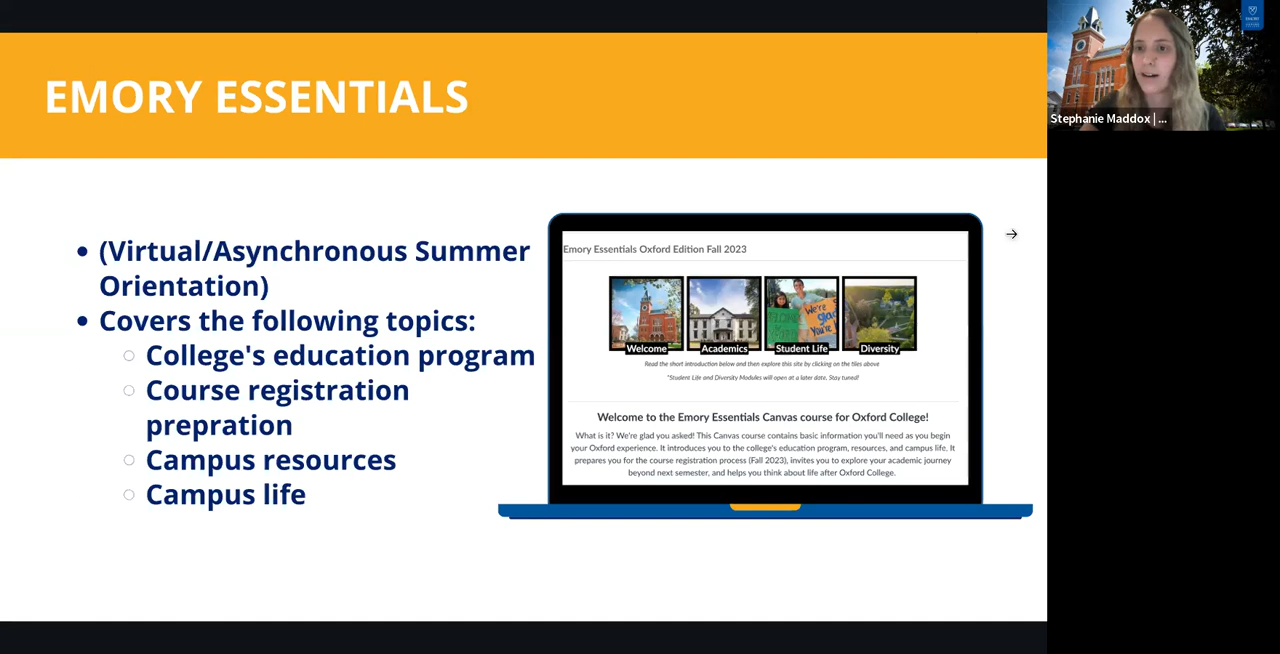 EMORY ESSENTIALS
(Virtual/Asynchronous Summer
Orientation)
Covers the following topics:
College's education program
Course registration
prepration
Campus resources
Campus life
Emory Essentials Oxford Edition Fall 2023
Welcome
Academics
Student Life
Diversity
Read the short introduction below and then explore this site by clicking on the tiles above
*Student Life and Diversity Modules will open at a later date. Stay tuned!
Welcome to the Emory Essentials Canvas course for Oxford College!
What is it? We're glad you asked! This Canvas course contains basic information you'll need as you begin
your Oxford experience. It introduces you to the college's education program, resources, and campus life. It
prepares you for the course registration process (Fall 2023), invites you to explore your academic journey
beyond next semester, and helps you think about life after Oxford College.
Stephanie Maddox | ...